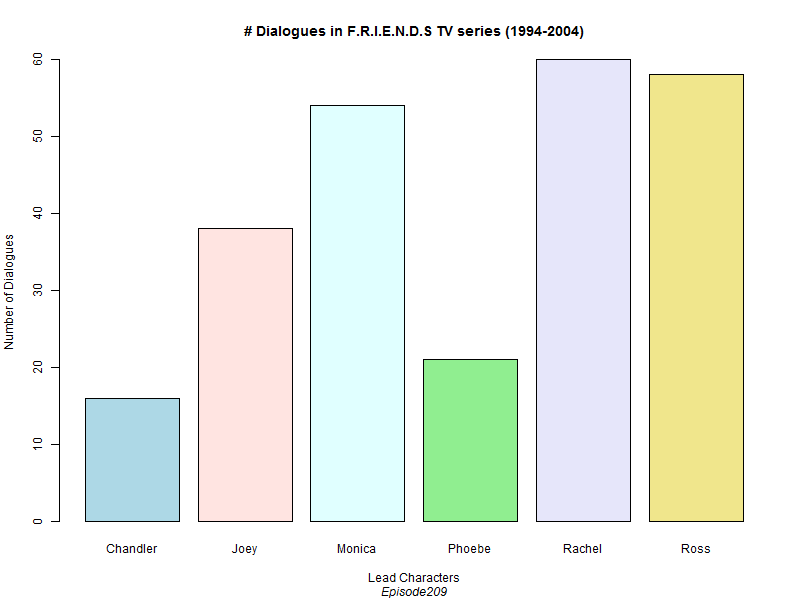 # Dialogues in F.R.I.E.N.D.S TV series (1994-2004)
Number of Dialogues
60
50
40
30
20
10
0
Chandler Joey Monica Phoebe Rachel Ross
Lead Characters
Episode209